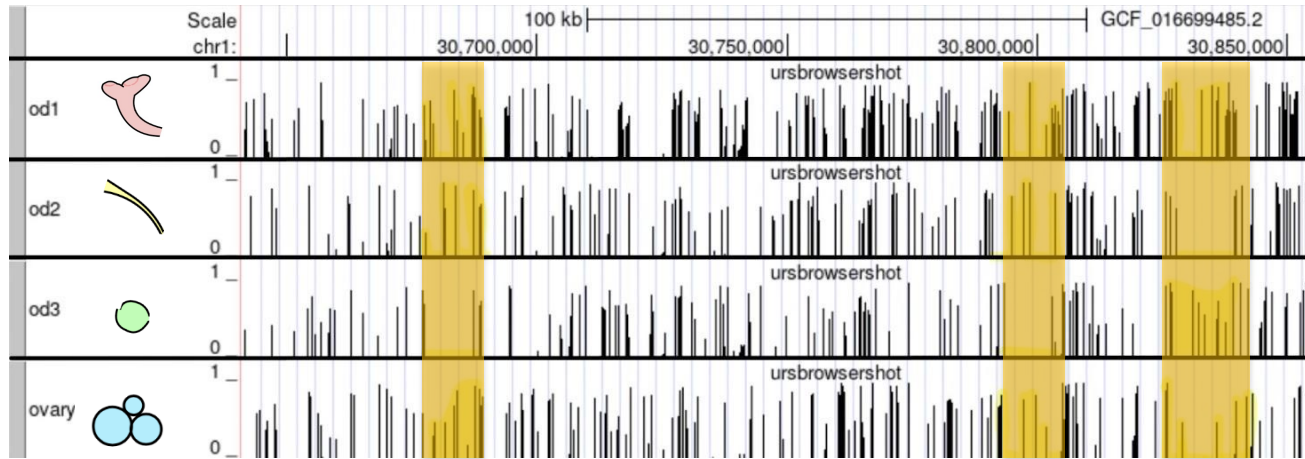 Scale 100 kb GCF_016699485.2
chr1: 30,700,000 30,750,000 30,800,000 30,850,000
1 ursbrowsershot
od1
0
1 ursbrowsershot
od2
0
1 ursbrowsershot
od3
0
1 ursbrowsershot
ovary
0